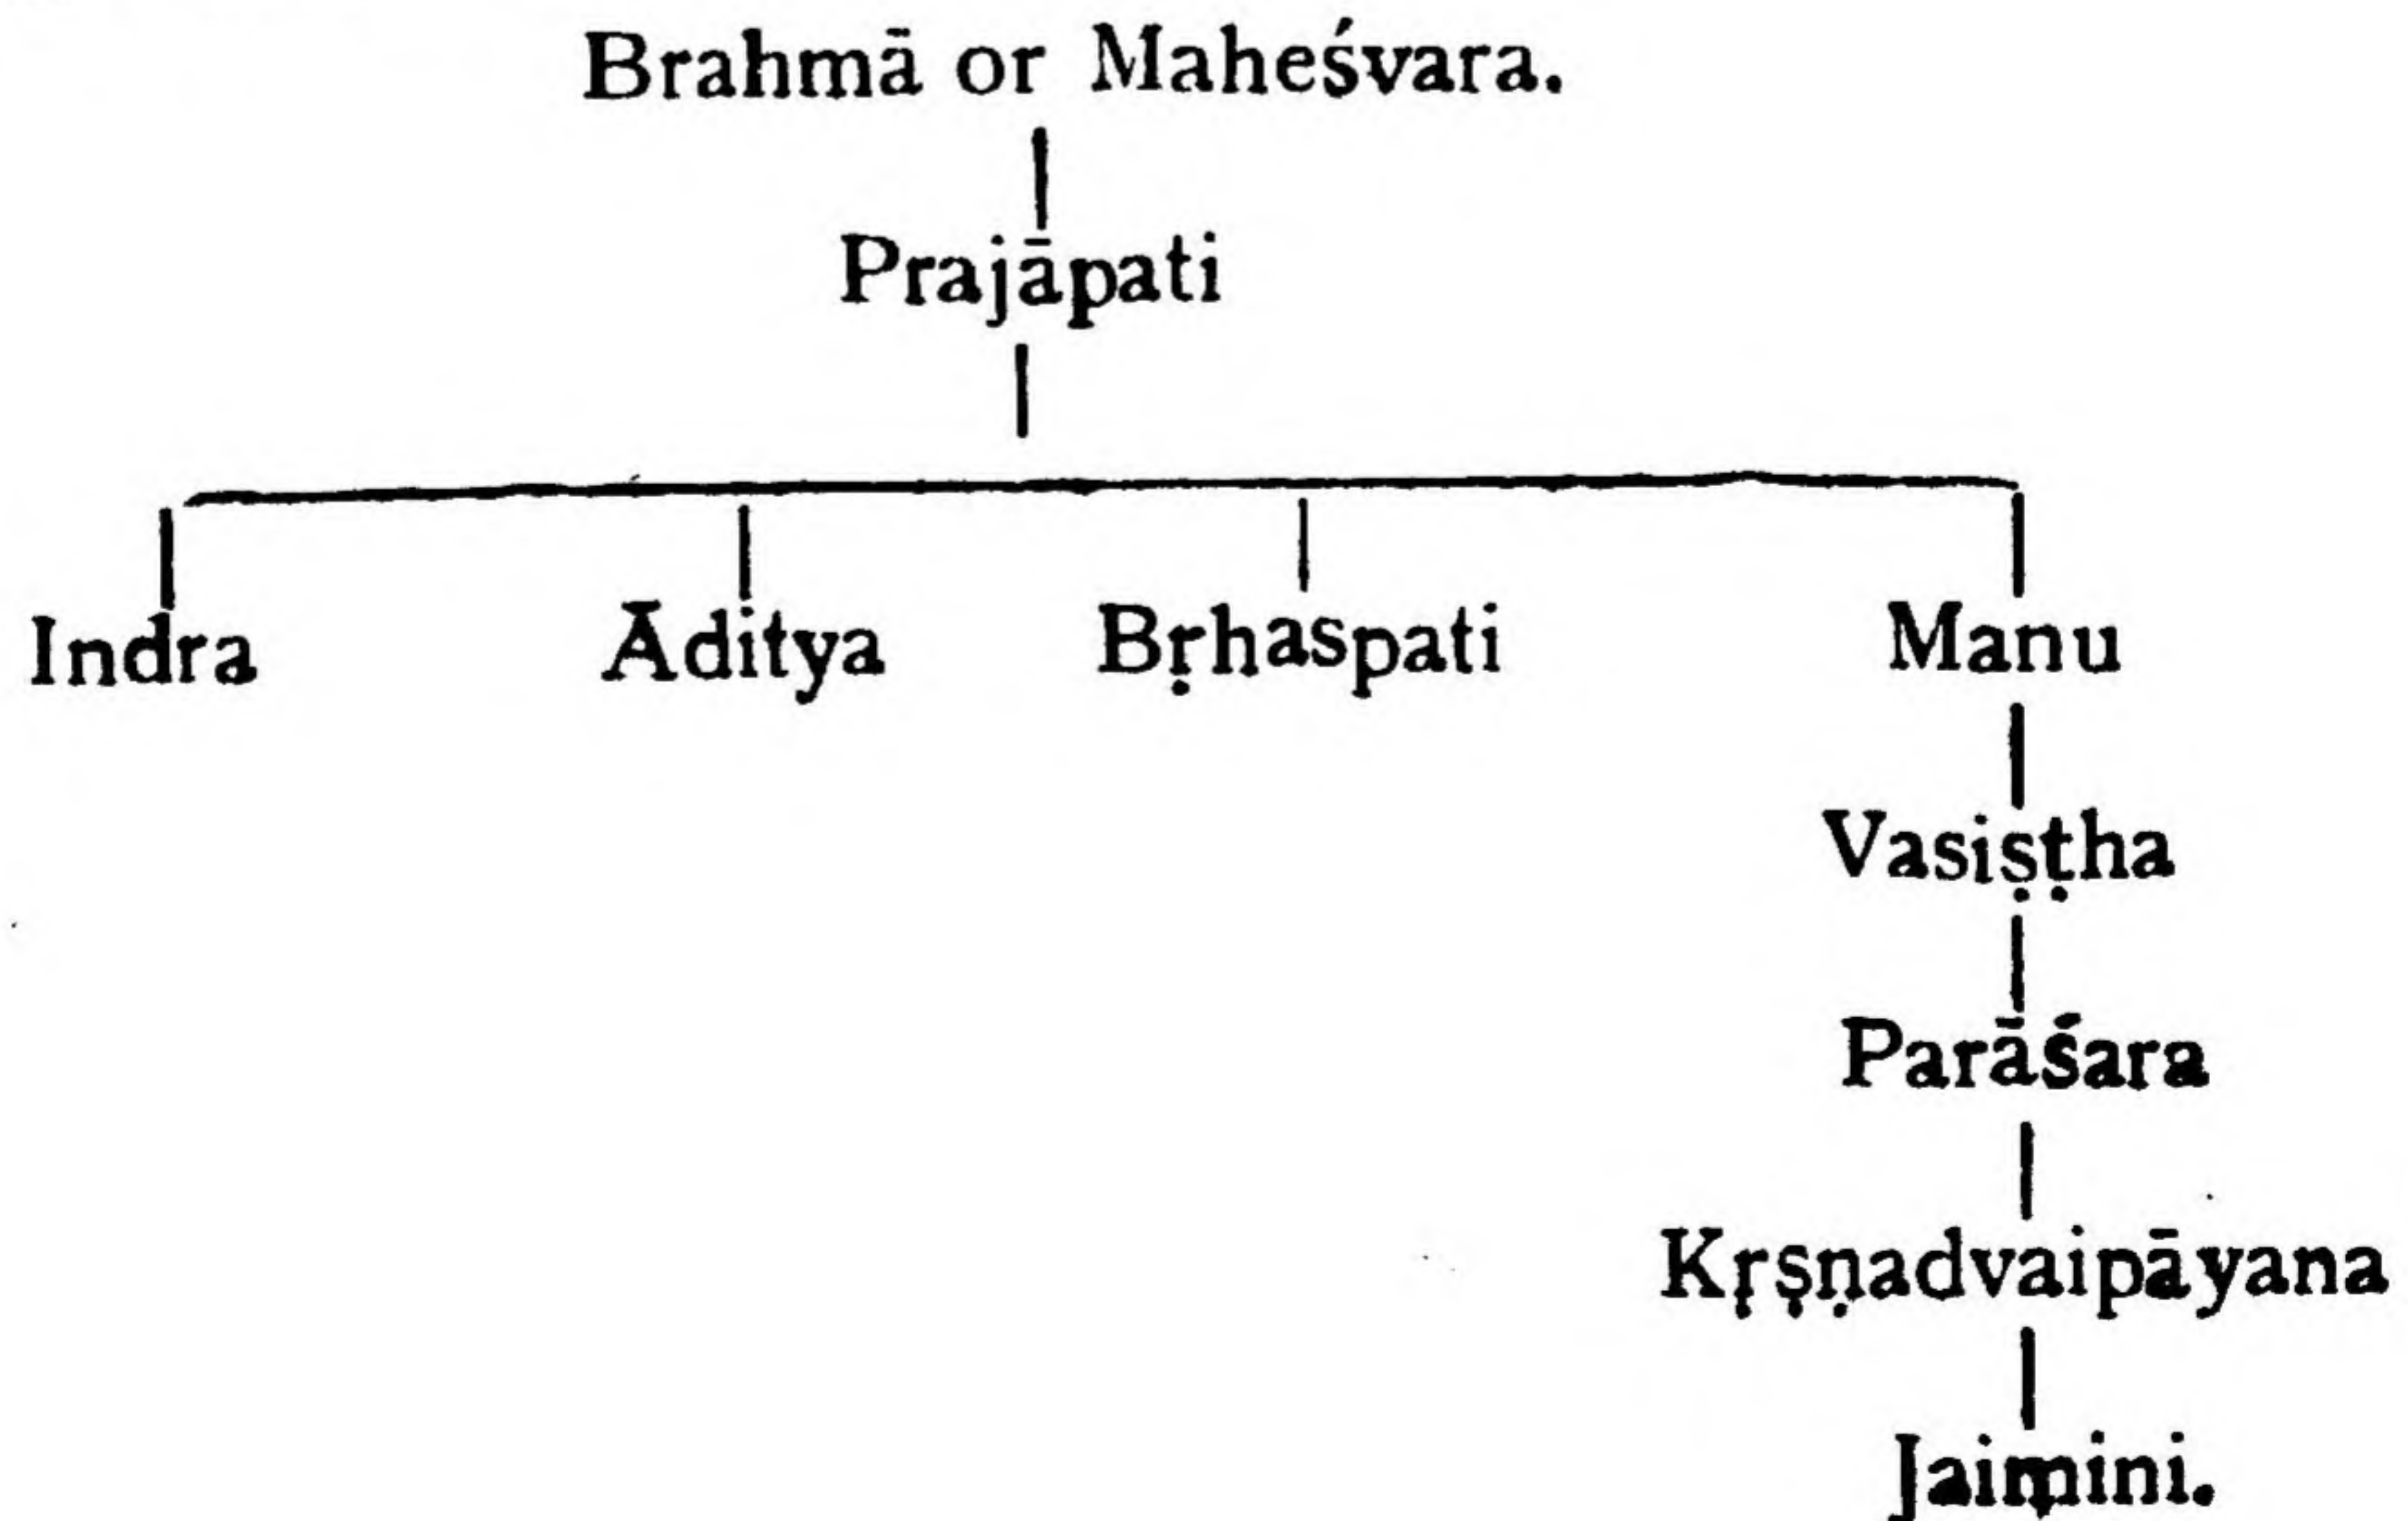 Brahmā or Maheśvara.
Prajāpati
Indra Āditya Bṛhaspati Manu
Vasiṣṭha
Parāśara
Kṛṣṇadvaipāyana
Jaimini.